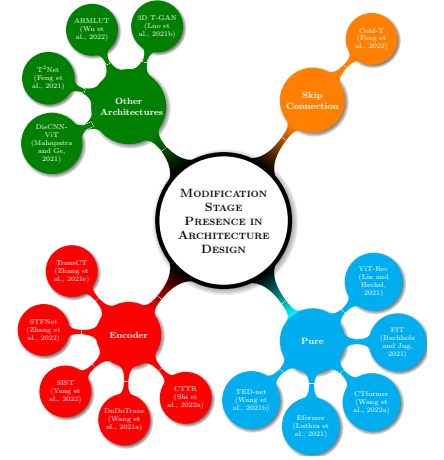 ARMLUT
(Wu et
al., 2022)
3D T-GAN
(Luo et
al., 2021b)
T²Net
(Feng et
al., 2021)
DisCNN-
ViT
(Mahapatra
and Ge,
2021)
Other
Architectures
Cohf-T
(Fang et
al., 2022)
Skip
Connection
Modification
Stage
Presence in
Architecture
Design
TransCT
(Zhang et
al., 2021e)
STFNet
(Zhang et
al., 2022)
SIST
(Yang et
al., 2022)
DuDoTrans
(Wang et
al., 2021a)
CTTR
(Shi et
al., 2022a)
Encoder
ViT-Rec
(Lin and
Heckel,
2021)
FIT
(Buchholz
and Jug,
2021)
CTformer
(Wang et
al., 2022a)
Eformer
(Luthra et
al., 2021)
TED-net
(Wang et
al., 2021b)
Pure